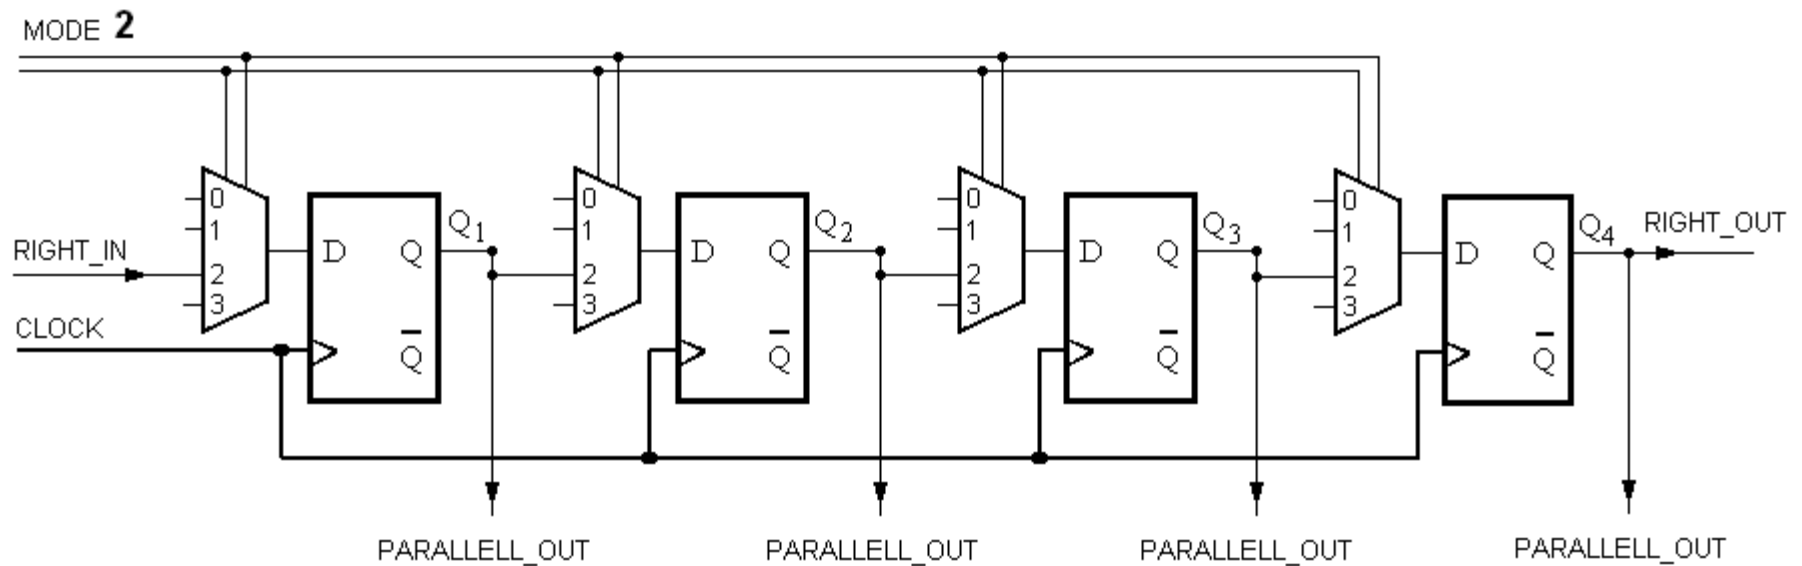 MODE 2
0
1
RIGHT_IN
2
3
CLOCK
D
Q
Q
Q1
0
1
2
3
D
Q
Q
Q2
0
1
2
3
D
Q
Q
Q3
0
1
2
3
D
Q
Q
Q4
RIGHT_OUT
PARALLELL_OUT
PARALLELL_OUT
PARALLELL_OUT
PARALLELL_OUT